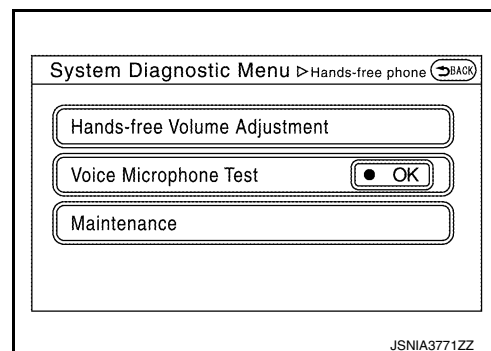 System Diagnostic Menu ▷ Hands-free phone BACK
Hands-free Volume Adjustment
Voice Microphone Test ● OK
Maintenance
JSNIA3771ZZ